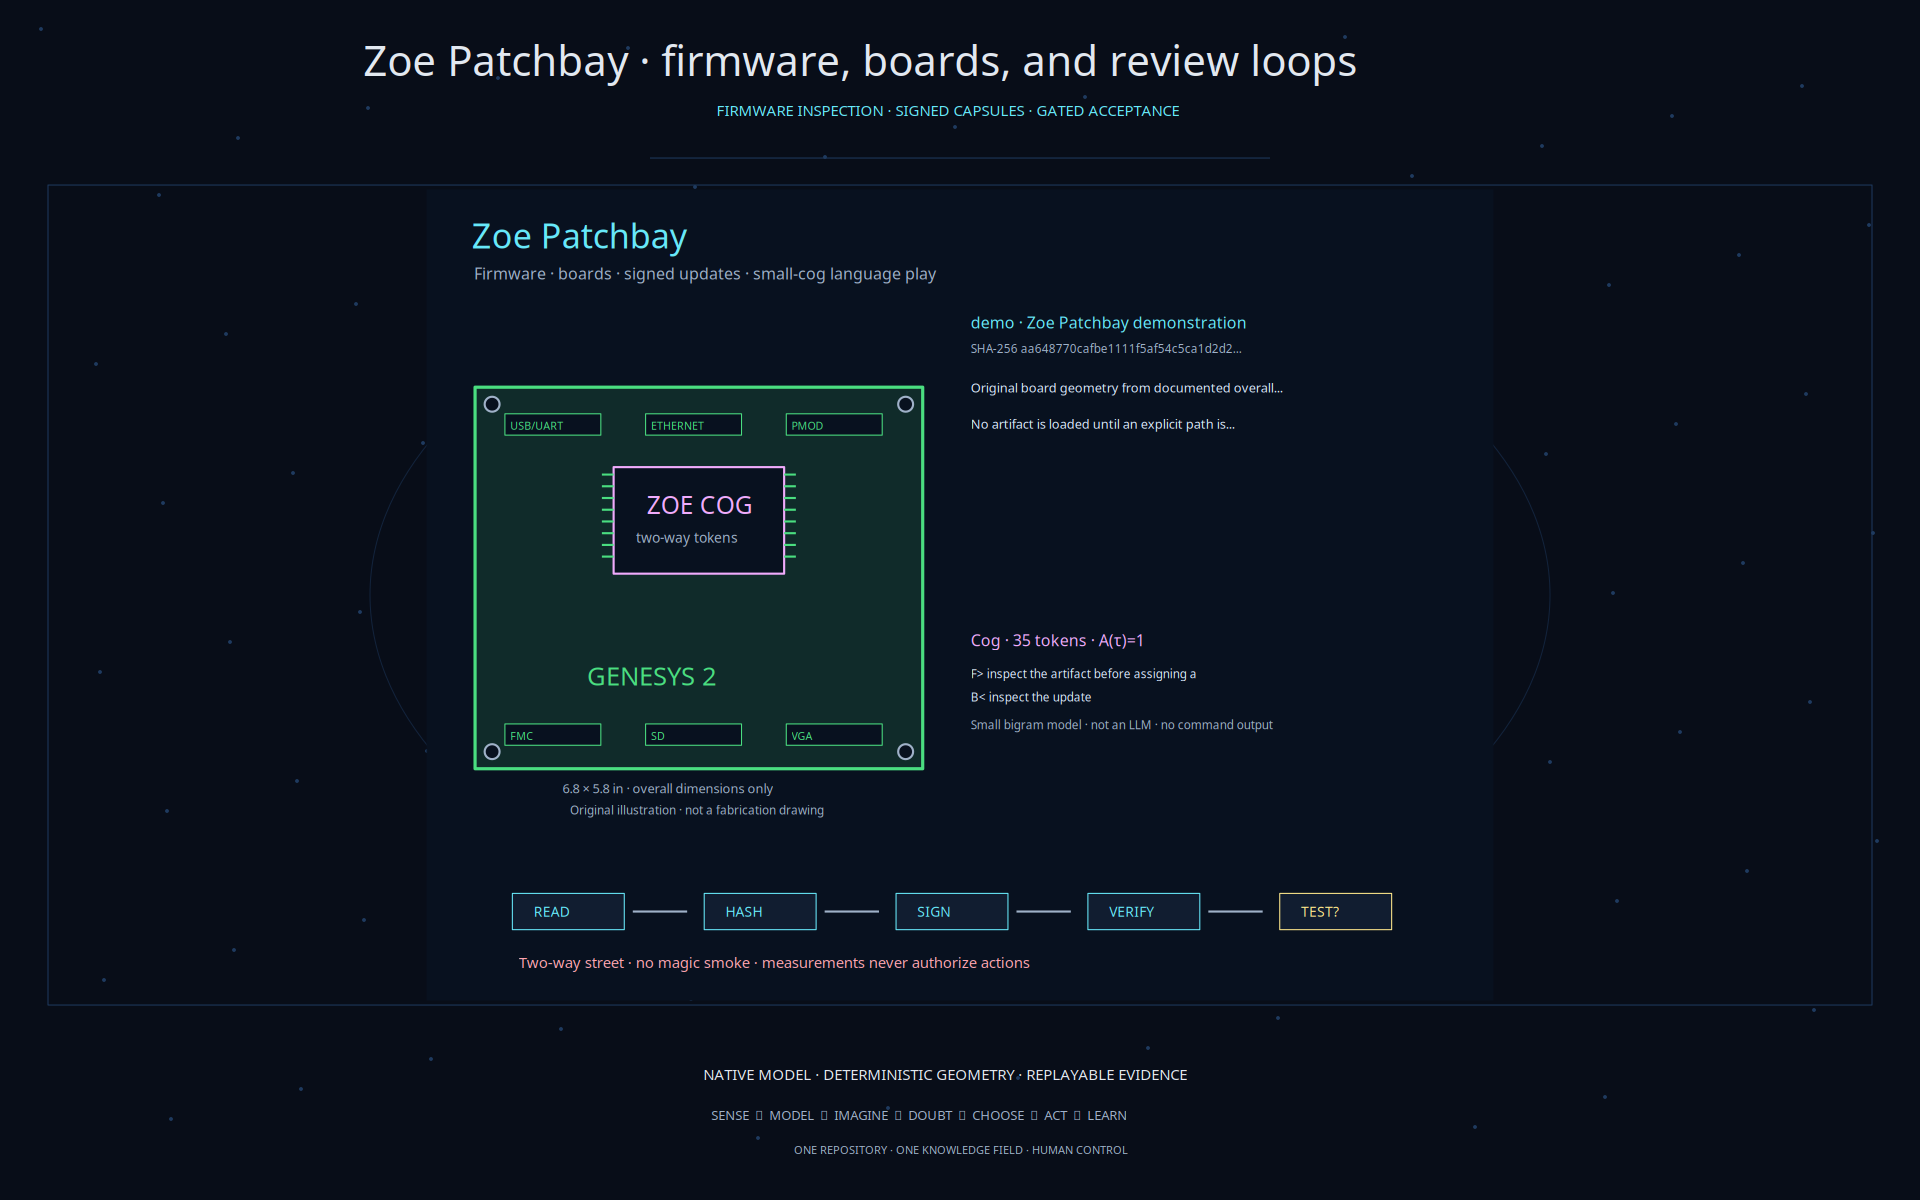 Zoe Patchbay · firmware, boards, and review loops
FIRMWARE INSPECTION · SIGNED CAPSULES · GATED ACCEPTANCE
Zoe Patchbay
Firmware · boards · signed updates · small-cog language play
demo · Zoe Patchbay demonstration
SHA-256 aa648770cafbe1111f5af54c5ca1d2d2...
Original board geometry from documented overall...
No artifact is loaded until an explicit path is...
USB/UART
ETHERNET
PMOD
ZOE COG
two-way tokens
GENESYS 2
FMC
SD
VGA
6.8 × 5.8 in · overall dimensions only
Original illustration · not a fabrication drawing
Cog · 35 tokens · A(τ)=1
F> inspect the artifact before assigning a
B< inspect the update
Small bigram model · not an LLM · no command output
READ
HASH
SIGN
VERIFY
TEST?
Two-way street · no magic smoke · measurements never authorize actions
NATIVE MODEL · DETERMINISTIC GEOMETRY · REPLAYABLE EVIDENCE
SENSE ▯ MODEL ▯ IMAGINE ▯ DOUBT ▯ CHOOSE ▯ ACT ▯ LEARN
ONE REPOSITORY · ONE KNOWLEDGE FIELD · HUMAN CONTROL